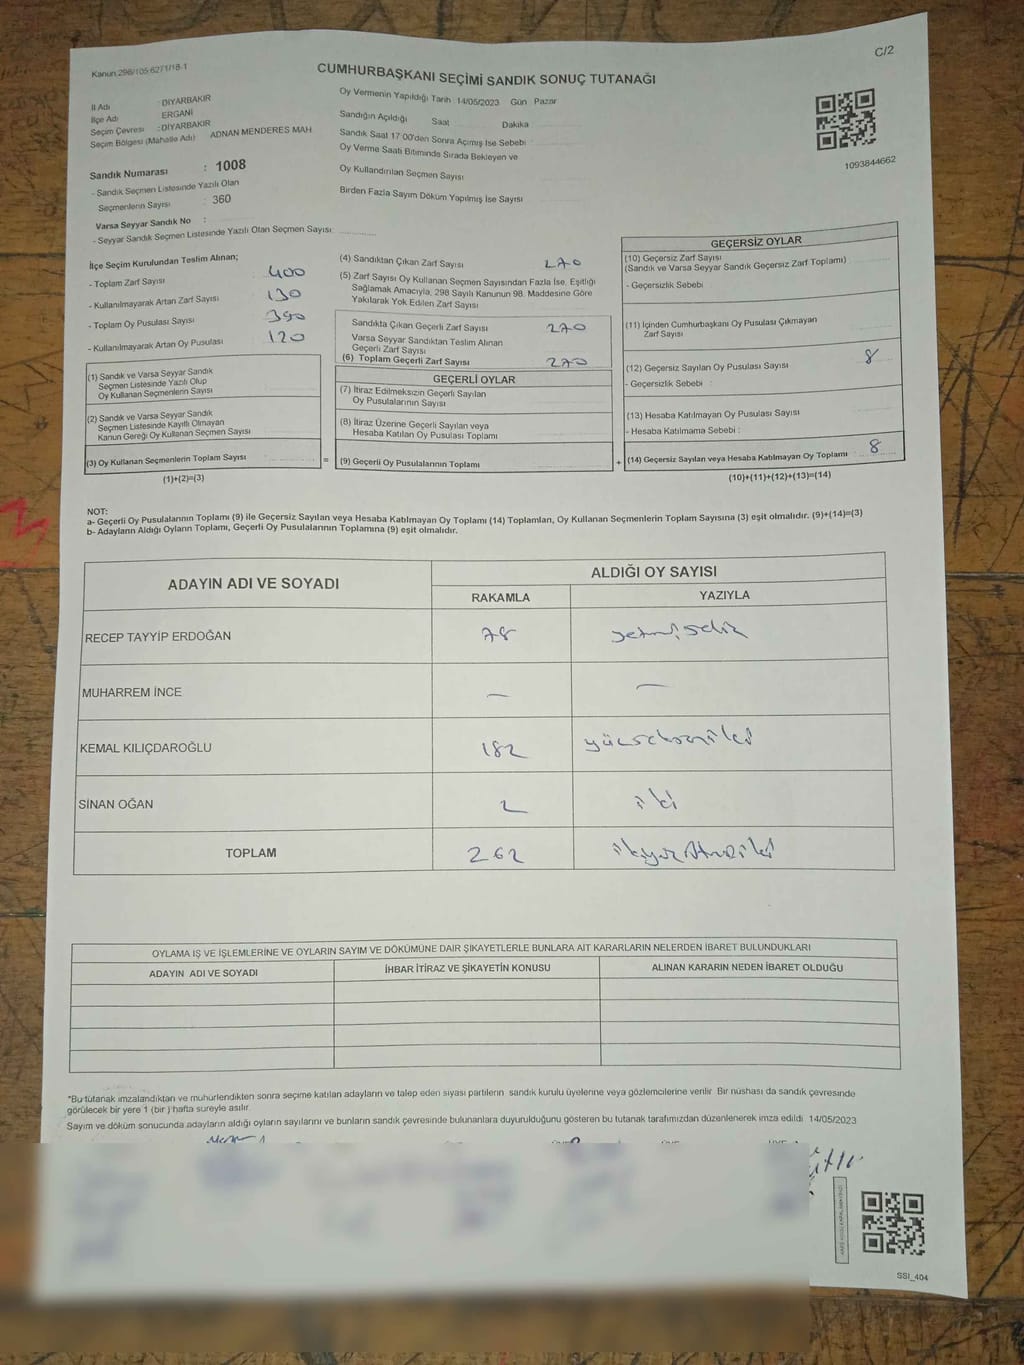 Kanun:298/105:6271/18-1
C/2
CUMHURBAŞKANI SEÇİMİ SANDIK SONUÇ TUTANAĞI
İl Adı : DİYARBAKIR
İlçe Adı ERGANİ
Seçim Çevresi : DİYARBAKIR
Seçim Bölgesi (Mahalle Adı) ADNAN MENDERES MAH
Sandık Numarası : 1008
- Sandık Seçmen Listesinde Yazılı Olan
Seçmenlerin Sayısı : 360
Varsa Seyyar Sandık No :
- Seyyar Sandık Seçmen Listesinde Yazılı Olan Seçmen Sayısı
Oy Vermenin Yapıldığı Tarih 14/05/2023 Gün Pazar
Sandığın Açıldığı Saat Dakika
Sandık Saat 17:00'den Sonra Açılmış İse Sebebi
Oy Verme Saati Bitiminde Sırada Bekleyen ve
Oy Kullandırılan Seçmen Sayısı
Birden Fazla Sayım Döküm Yapılmış İse Sayısı
1093844662
İlçe Seçim Kurulundan Teslim Alınan;
- Toplam Zarf Sayısı 400
- Kullanılmayarak Artan Zarf Sayısı 130
- Toplam Oy Pusulası Sayısı 390
- Kullanılmayarak Artan Oy Pusulası 120
(1) Sandık ve Varsa Seyyar Sandık
Seçmen Listesinde Yazılı Olup
Oy Kullanan Seçmenlerin Sayısı
(2) Sandık ve Varsa Seyyar Sandık
Seçmen Listesinde Kayıtlı Olmayan
Kanun Gereği Oy Kullanan Seçmen Sayısı
(3) Oy Kullanan Seçmenlerin Toplam Sayısı
(1)+(2)=(3)
(4) Sandıktan Çıkan Zarf Sayısı 270
(5) Zarf Sayısı Oy Kullanan Seçmen Sayısından Fazla İse, Eşitliği
Sağlamak Amacıyla, 298 Sayılı Kanunun 98. Maddesine Göre
Yakılarak Yok Edilen Zarf Sayısı
Sandıkta Çıkan Geçerli Zarf Sayısı 270
Varsa Seyyar Sandıktan Teslim Alınan
Geçerli Zarf Sayısı
(6) Toplam Geçerli Zarf Sayısı 270
GEÇERLİ OYLAR
(7) İtiraz Edilmeksizin Geçerli Sayılan
Oy Pusulalarının Sayısı
(8) İtiraz Üzerine Geçerli Sayılan veya
Hesaba Katılan Oy Pusulası Toplamı
= (9) Geçerli Oy Pusulalarının Toplamı
GEÇERSİZ OYLAR
(10) Geçersiz Zarf Sayısı
(Sandık ve Varsa Seyyar Sandık Geçersiz Zarf Toplamı)
- Geçersizlik Sebebi
(11) İçinden Cumhurbaşkanı Oy Pusulası Çıkmayan
Zarf Sayısı
(12) Geçersiz Sayılan Oy Pusulası Sayısı 8
- Geçersizlik Sebebi :
(13) Hesaba Katılmayan Oy Pusulası Sayısı
- Hesaba Katılmama Sebebi :
+ (14) Geçersiz Sayılan veya Hesaba Katılmayan Oy Toplamı : 8
(10)+(11)+(12)+(13)=(14)
NOT:
a- Geçerli Oy Pusulalarının Toplamı (9) ile Geçersiz Sayılan veya Hesaba Katılmayan Oy Toplamı (14) Toplamları, Oy Kullanan Seçmenlerin Toplam Sayısına (3) eşit olmalıdır. (9)+(14)=(3)
b- Adayların Aldığı Oyların Toplamı, Geçerli Oy Pusulalarının Toplamına (9) eşit olmalıdır.
ADAYIN ADI VE SOYADI
ALDIĞI OY SAYISI
RAKAMLA YAZIYLA
RECEP TAYYİP ERDOĞAN 78 yetmişsekiz
MUHARREM İNCE — —
KEMAL KILIÇDAROĞLU 182 yüzsekseniki
SİNAN OĞAN 2 iki
TOPLAM 262 ikiyüzaltmışiki
OYLAMA İŞ VE İŞLEMLERİNE VE OYLARIN SAYIM VE DÖKÜMÜNE DAİR ŞİKAYETLERLE BUNLARA AİT KARARLARIN NELERDEN İBARET BULUNDUKLARI
ADAYIN ADI VE SOYADI İHBAR İTİRAZ VE ŞİKAYETİN KONUSU ALINAN KARARIN NEDEN İBARET OLDUĞU
*Bu tutanak imzalandıktan ve mühürlendikten sonra seçime katılan adayların ve talep eden siyasi partilerin sandık kurulu üyelerine veya gözlemcilerine verilir. Bir nüshası da sandık çevresinde
görülecek bir yere 1 (bir) hafta süreyle asılır.
Sayım ve döküm sonucunda adayların aldığı oyların sayılarını ve bunların sandık çevresinde bulunanlara duyurulduğunu gösteren bu tutanak tarafımızdan düzenlenerek imza edildi 14/05/2023
SSI_404